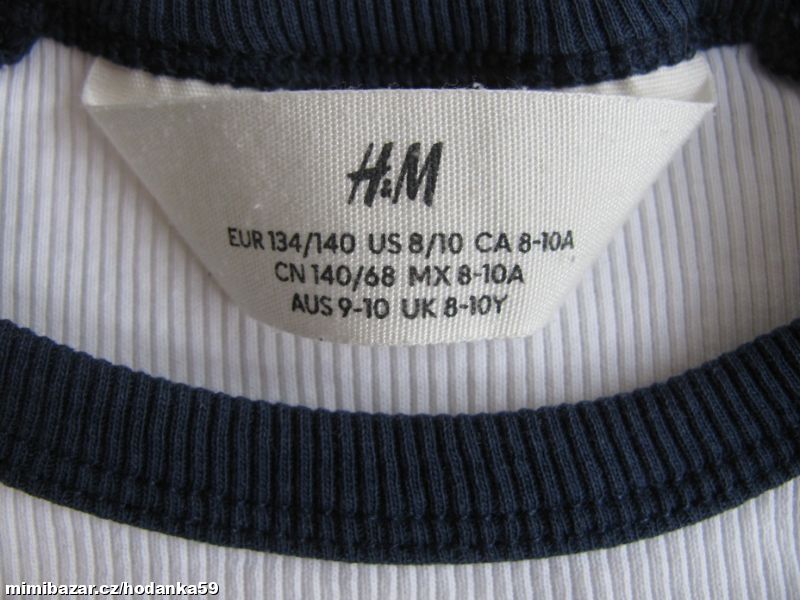 H&M
EUR 134/140 US 8/10 CA 8-10A
CN 140/68 MX 8-10A
AUS 9-10 UK 8-10Y
mimibazar.cz/hodanka59